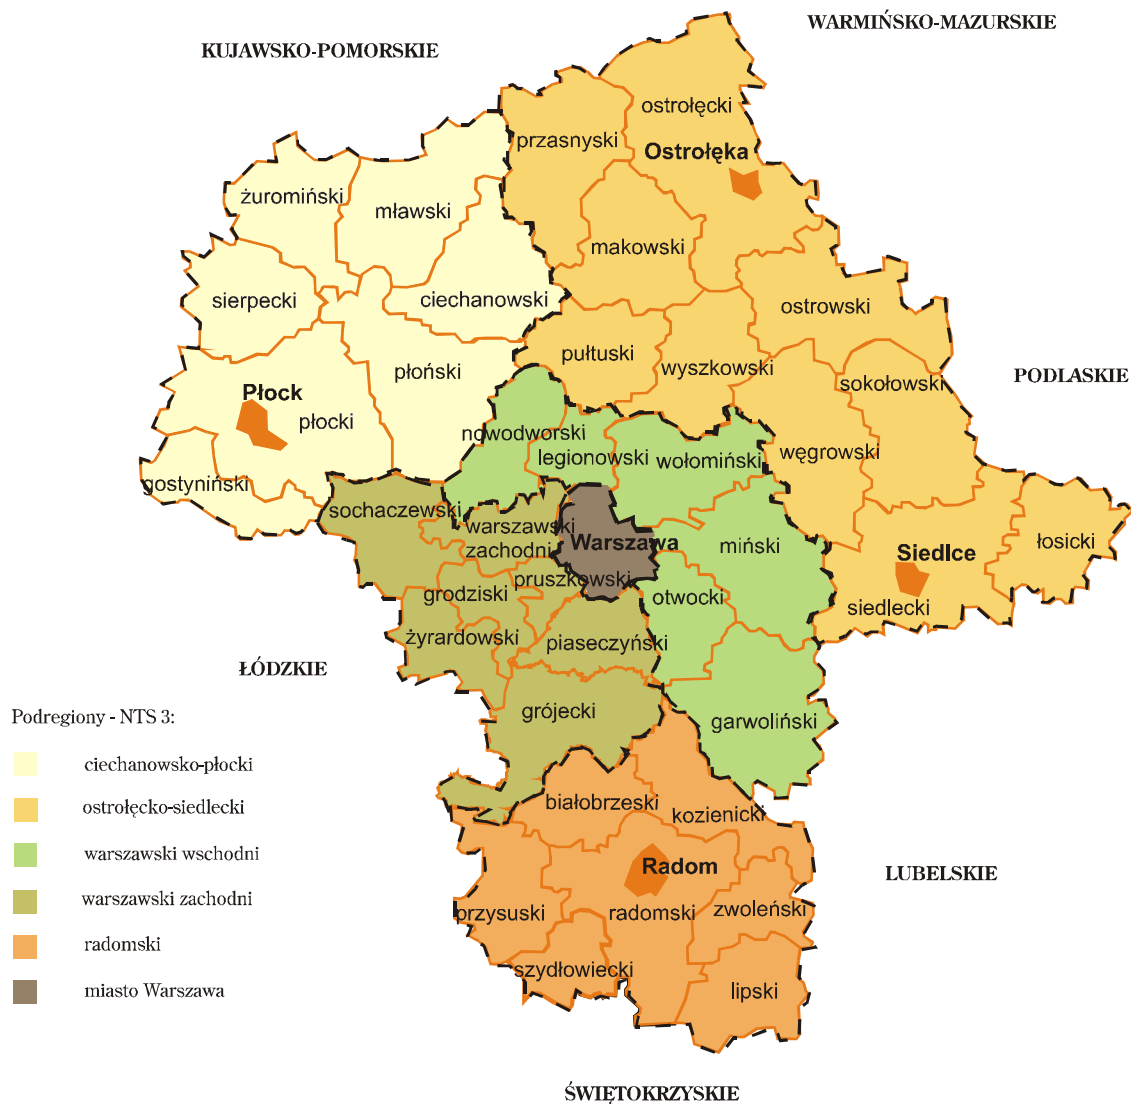 WARMIŃSKO-MAZURSKIE
KUJAWSKO-POMORSKIE
ostrołęcki
przasnyski
Ostrołęka
żuromiński
mławski
makowski
sierpecki
ciechanowski
ostrowski
pułtuski
wyszkowski
płoński
PODLASKIE
sokołowski
Płock
płocki
nowodworski
legionowski
wołomiński
węgrowski
gostyniński
sochaczewski
warszawski
zachodni
Warszawa
miński
Siedlce
łosicki
pruszkowski
grodziski
otwocki
siedlecki
żyrardowski
piaseczyński
ŁÓDZKIE
grójecki
garwoliński
Podregiony - NTS 3:
ciechanowsko-płocki
ostrołęcko-siedlecki
warszawski wschodni
warszawski zachodni
radomski
miasto Warszawa
białobrzeski
kozienicki
Radom
LUBELSKIE
przysuski
radomski
zwoleński
szydłowiecki
lipski
ŚWIĘTOKRZYSKIE